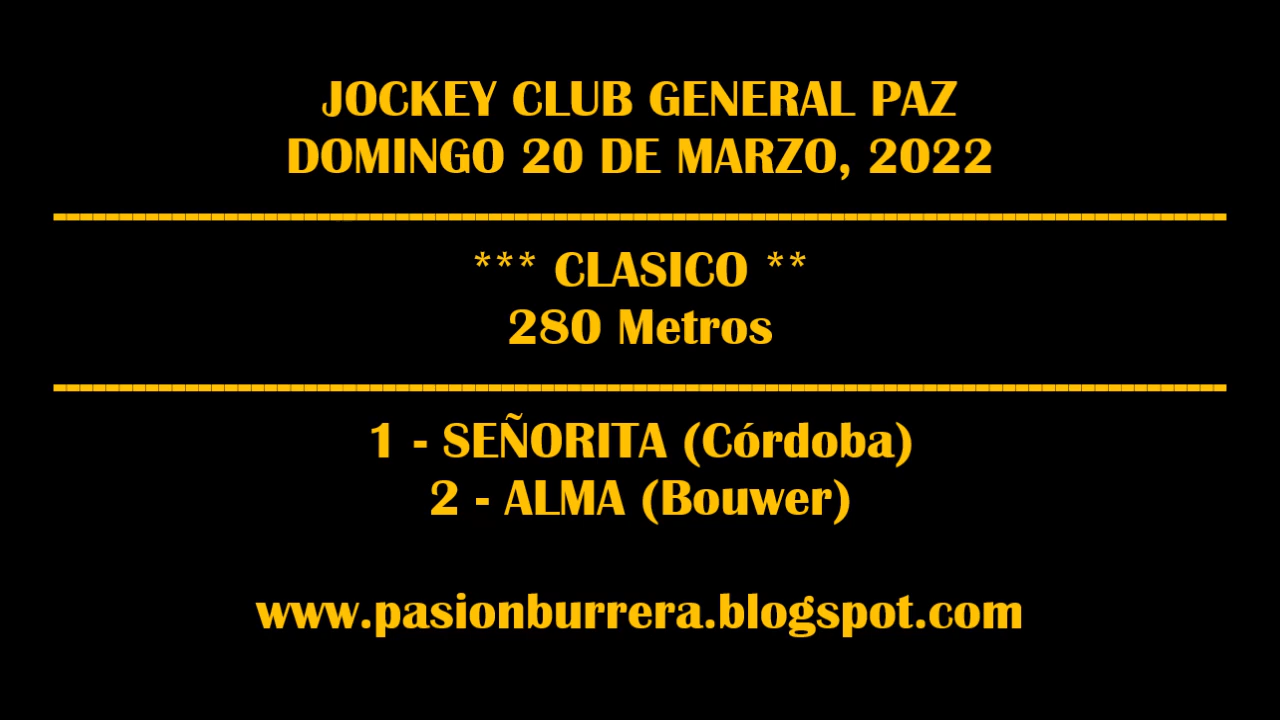 JOCKEY CLUB GENERAL PAZ
DOMINGO 20 DE MARZO, 2022
*** CLASICO **
280 Metros
1 - SEÑORITA (Córdoba)
2 - ALMA (Bouwer)
www.pasionburrera.blogspot.com